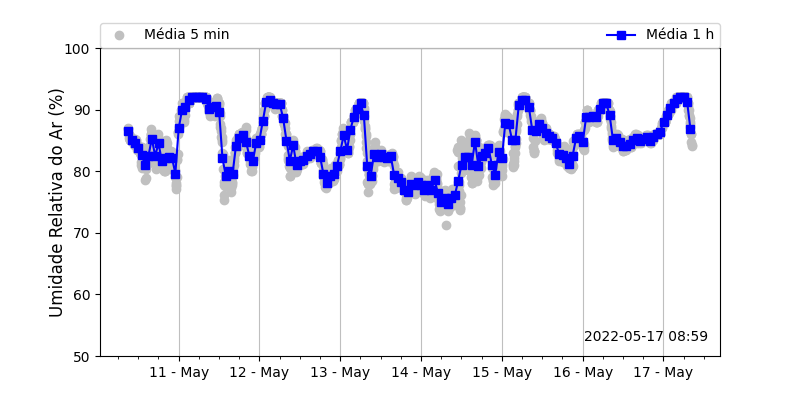 Média 5 min
Média 1 h
Umidade Relativa do Ar (%)
100
90
80
70
60
50
2022-05-17 08:59
11 - May
12 - May
13 - May
14 - May
15 - May
16 - May
17 - May